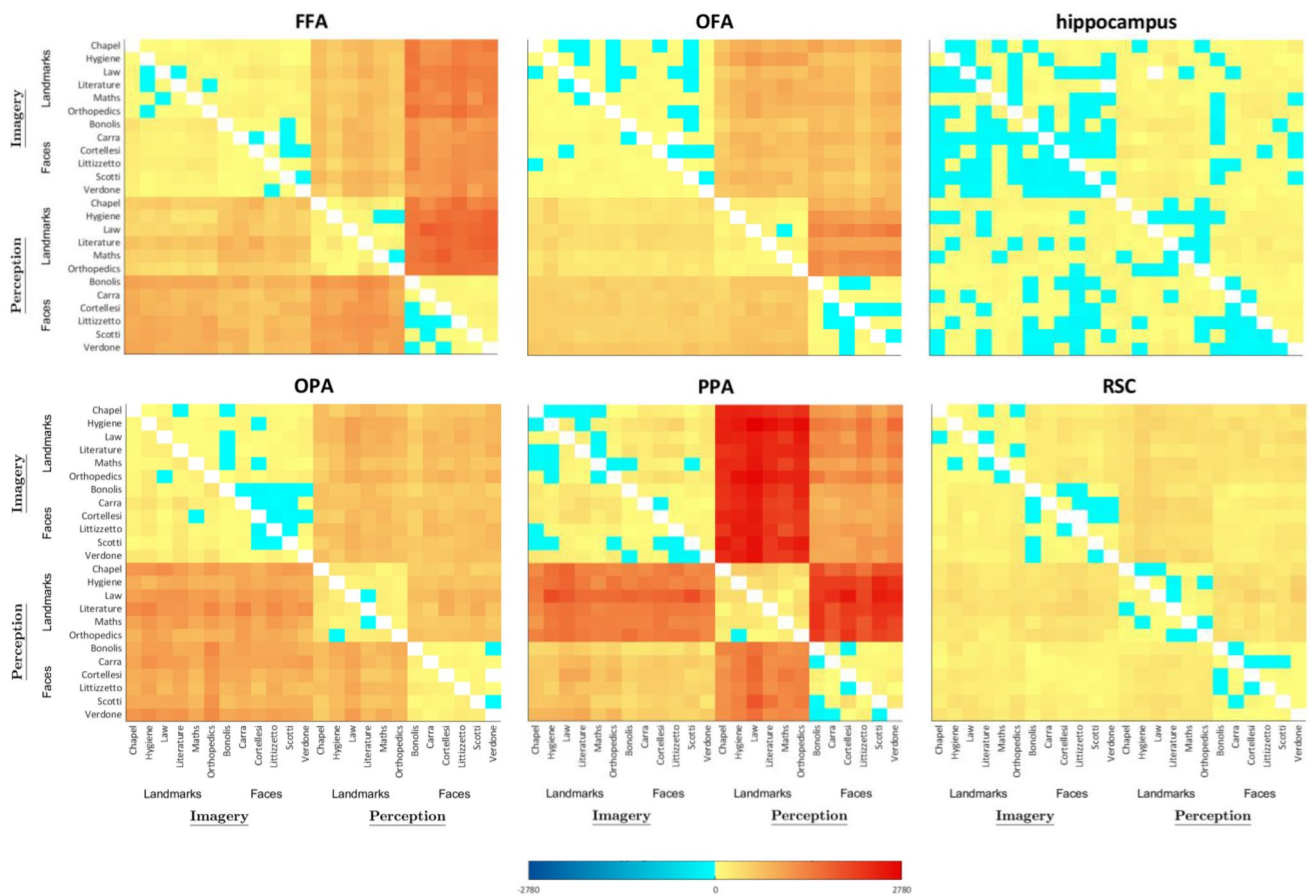 FFA OFA hippocampus
Imagery
Landmarks
Chapel
Hygiene
Law
Literature
Maths
Orthopedics
Faces
Bonolis
Carra
Cortellesi
Littizzetto
Scotti
Verdone
Perception
Landmarks
Chapel
Hygiene
Law
Literature
Maths
Orthopedics
Faces
Bonolis
Carra
Cortellesi
Littizzetto
Scotti
Verdone
OPA PPA RSC
Imagery
Landmarks
Chapel
Hygiene
Law
Literature
Maths
Orthopedics
Faces
Bonolis
Carra
Cortellesi
Littizzetto
Scotti
Verdone
Perception
Landmarks
Chapel
Hygiene
Law
Literature
Maths
Orthopedics
Faces
Bonolis
Carra
Cortellesi
Littizzetto
Scotti
Verdone
Chapel Hygiene Law Literature Maths Orthopedics Bonolis Carra Cortellesi Littizzetto Scotti Verdone Chapel Hygiene Law Literature Maths Orthopedics Bonolis Carra Cortellesi Littizzetto Scotti Verdone
Landmarks Faces Landmarks Faces
Imagery Perception
Chapel Hygiene Law Literature Maths Orthopedics Bonolis Carra Cortellesi Littizzetto Scotti Verdone Chapel Hygiene Law Literature Maths Orthopedics Bonolis Carra Cortellesi Littizzetto Scotti Verdone
Landmarks Faces Landmarks Faces
Imagery Perception
Chapel Hygiene Law Literature Maths Orthopedics Bonolis Carra Cortellesi Littizzetto Scotti Verdone Chapel Hygiene Law Literature Maths Orthopedics Bonolis Carra Cortellesi Littizzetto Scotti Verdone
Landmarks Faces Landmarks Faces
Imagery Perception
-2780 0 2780